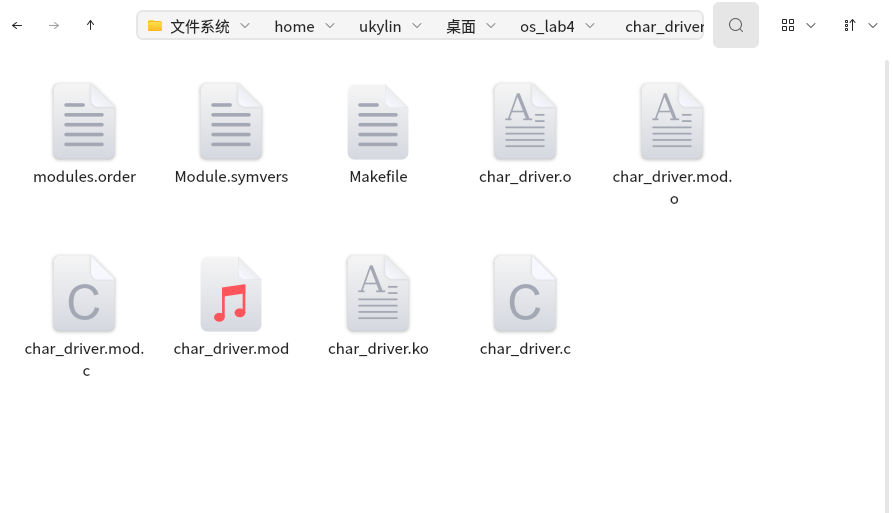 文件系统 home ukylin 桌面 os_lab4 char_driver
modules.order Module.symvers Makefile char_driver.o char_driver.mod.
o
char_driver.mod. char_driver.mod char_driver.ko char_driver.c
c